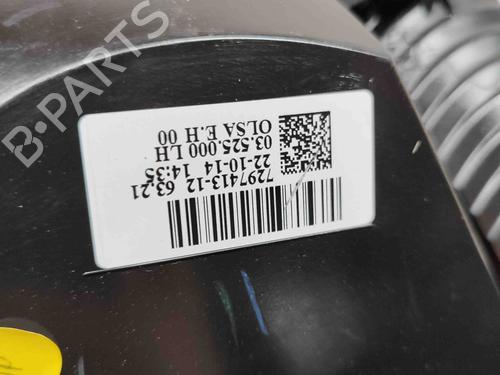 7297413-12 63.21
22-10-14 14:35
03.525.000 LH
OLSA E.H 00
B-PARTS